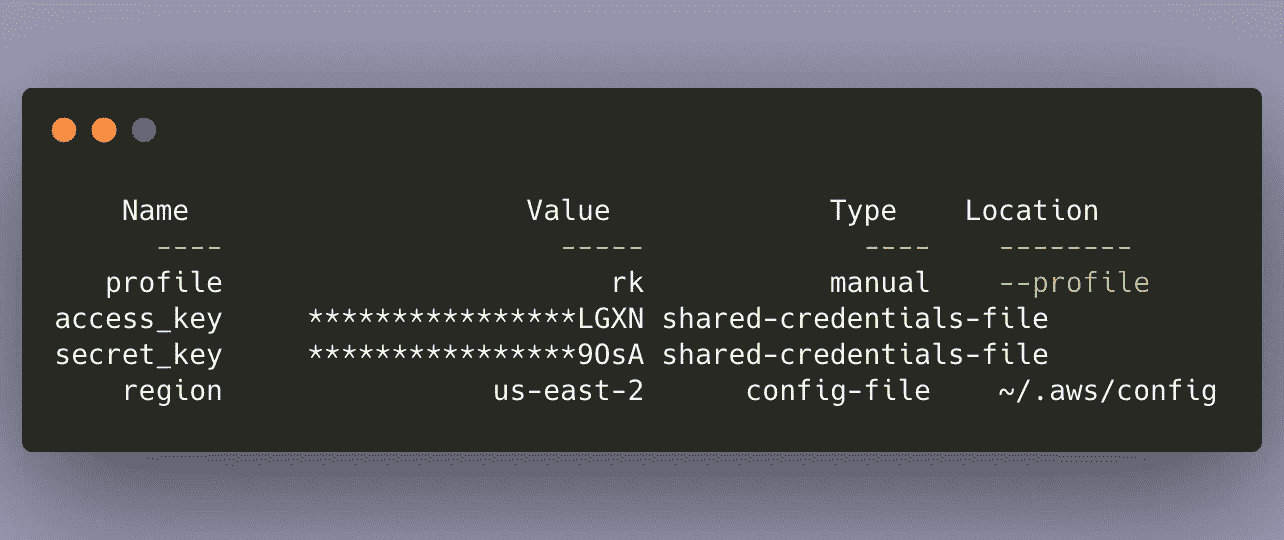 Name Value Type Location
---- ----- ---- --------
profile rk manual --profile
access_key ****************LGXN shared-credentials-file
secret_key ****************9OsA shared-credentials-file
region us-east-2 config-file ~/.aws/config